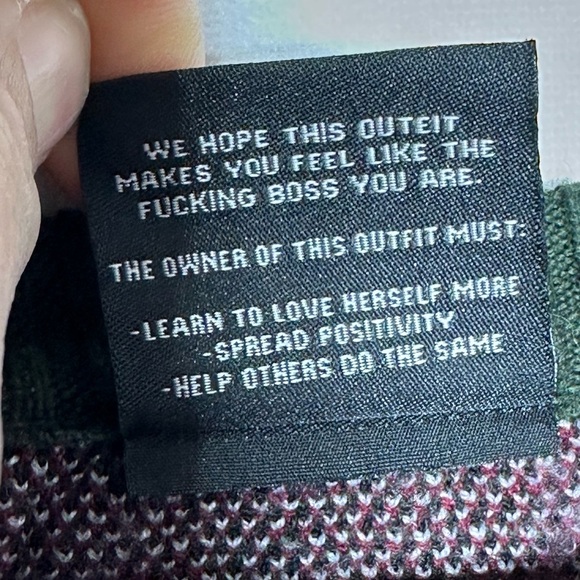 WE HOPE THIS OUTFIT
MAKES YOU FEEL LIKE THE
FUCKING BOSS YOU ARE.
THE OWNER OF THIS OUTFIT MUST:
-LEARN TO LOVE HERSELF MORE
-SPREAD POSITIVITY
-HELP OTHERS DO THE SAME